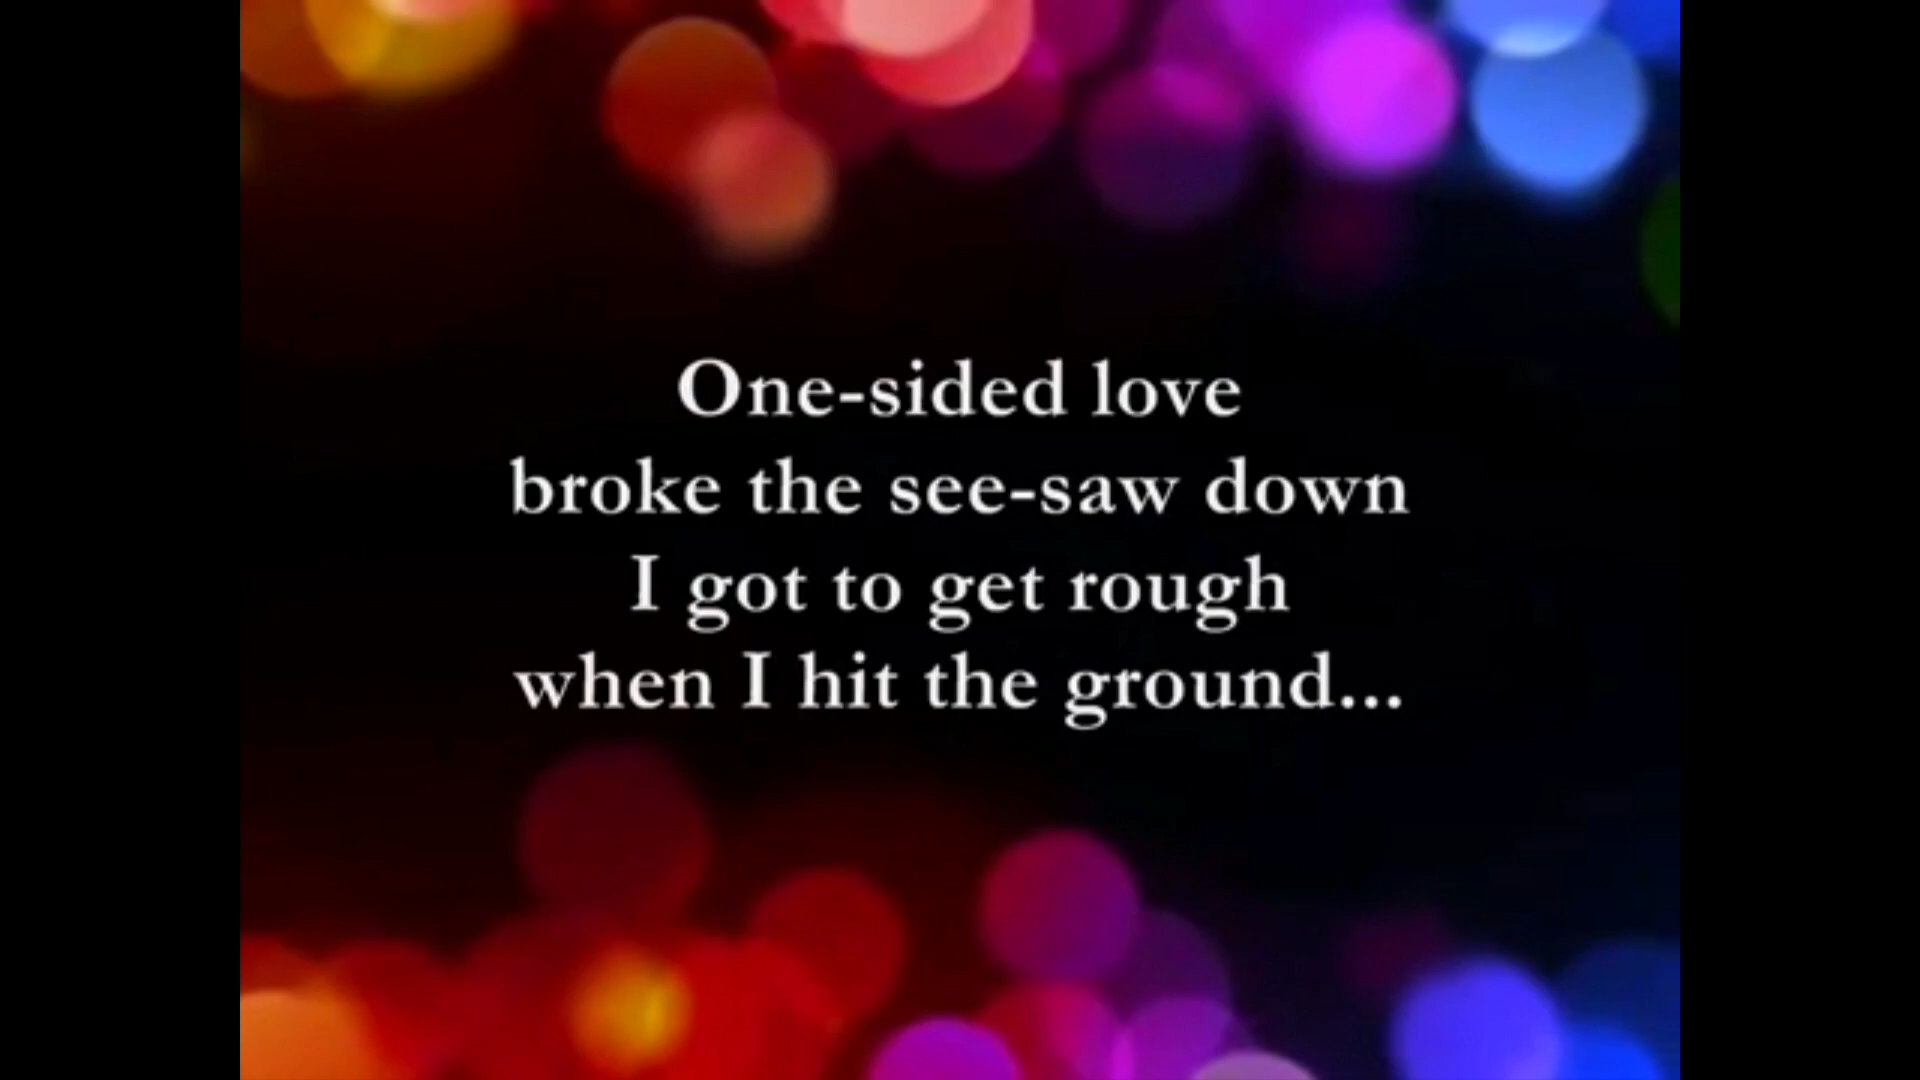 One-sided love
broke the see-saw down
I got to get rough
when I hit the ground...